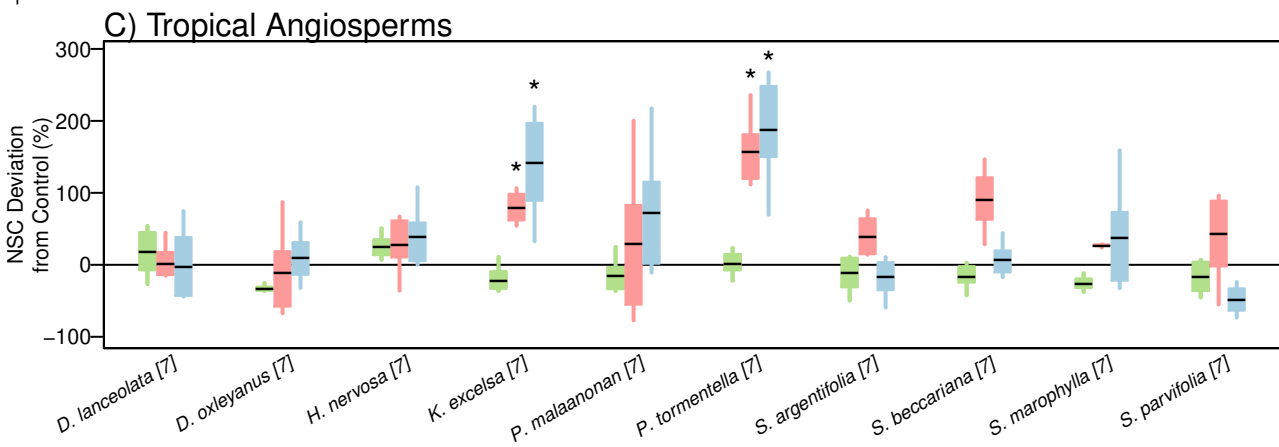 C) Tropical Angiosperms
NSC Deviation
from Control (%)
300
200
100
0
−100
*
*
*
*
D. lanceolata [7]
D. oxleyanus [7]
H. nervosa [7]
K. excelsa [7]
P. malaanonan [7]
P. tormentella [7]
S. argentifolia [7]
S. beccariana [7]
S. marophylla [7]
S. parvifolia [7]